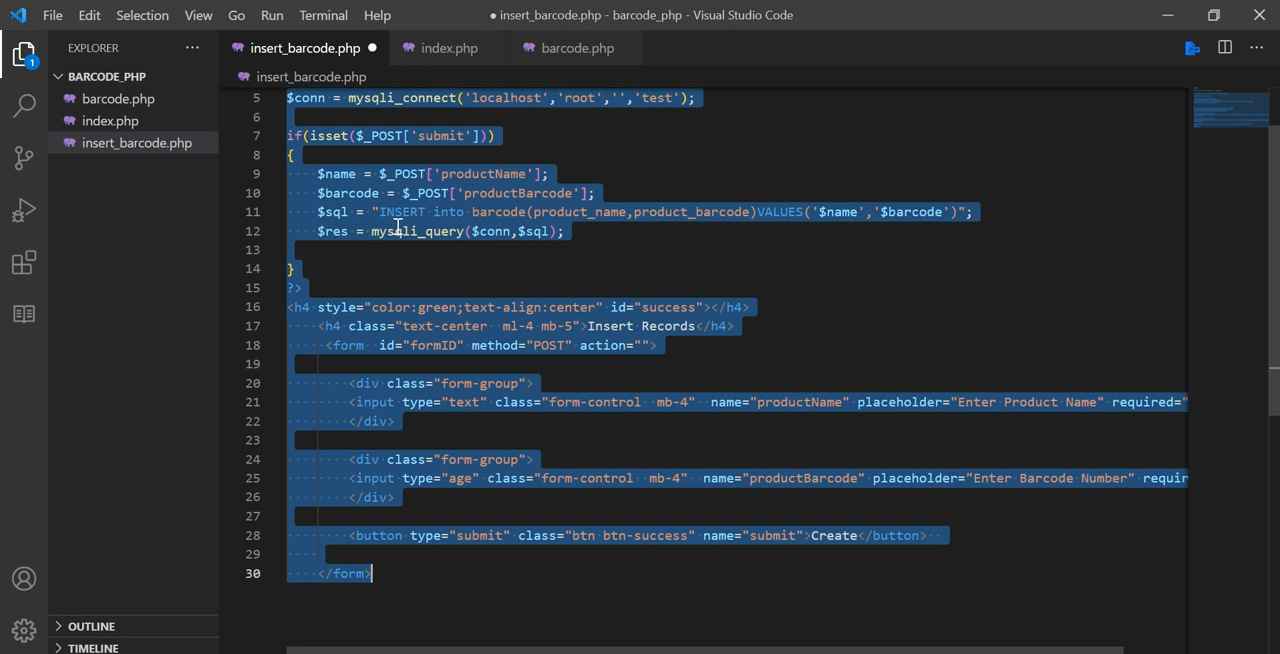 File Edit Selection View Go Run Terminal Help
● insert_barcode.php - barcode_php - Visual Studio Code
EXPLORER
insert_barcode.php
index.php
barcode.php
1
BARCODE_PHP
barcode.php
index.php
insert_barcode.php
OUTLINE
TIMELINE
insert_barcode.php
5 $conn = mysqli_connect('localhost','root','','test');
6
7 if(isset($_POST['submit']))
8 {
9 $name = $_POST['productName'];
10 $barcode = $_POST['productBarcode'];
11 $sql = "INSERT into barcode(product_name,product_barcode)VALUES('$name','$barcode')";
12 $res = mysqli_query($conn,$sql);
13
14 }
15 ?>
16 <h4 style="color:green;text-align:center" id="success"></h4>
17 <h4 class="text-center  ml-4 mb-5">Insert Records</h4>
18 <form  id="formID" method="POST" action="">
19
20 <div class="form-group">
21 <input type="text" class="form-control  mb-4"  name="productName" placeholder="Enter Product Name" required="
22 </div>
23
24 <div class="form-group">
25 <input type="age" class="form-control  mb-4"  name="productBarcode" placeholder="Enter Barcode Number" requir
26 </div>
27
28 <button type="submit" class="btn btn-success" name="submit">Create</button>
29
30 </form>